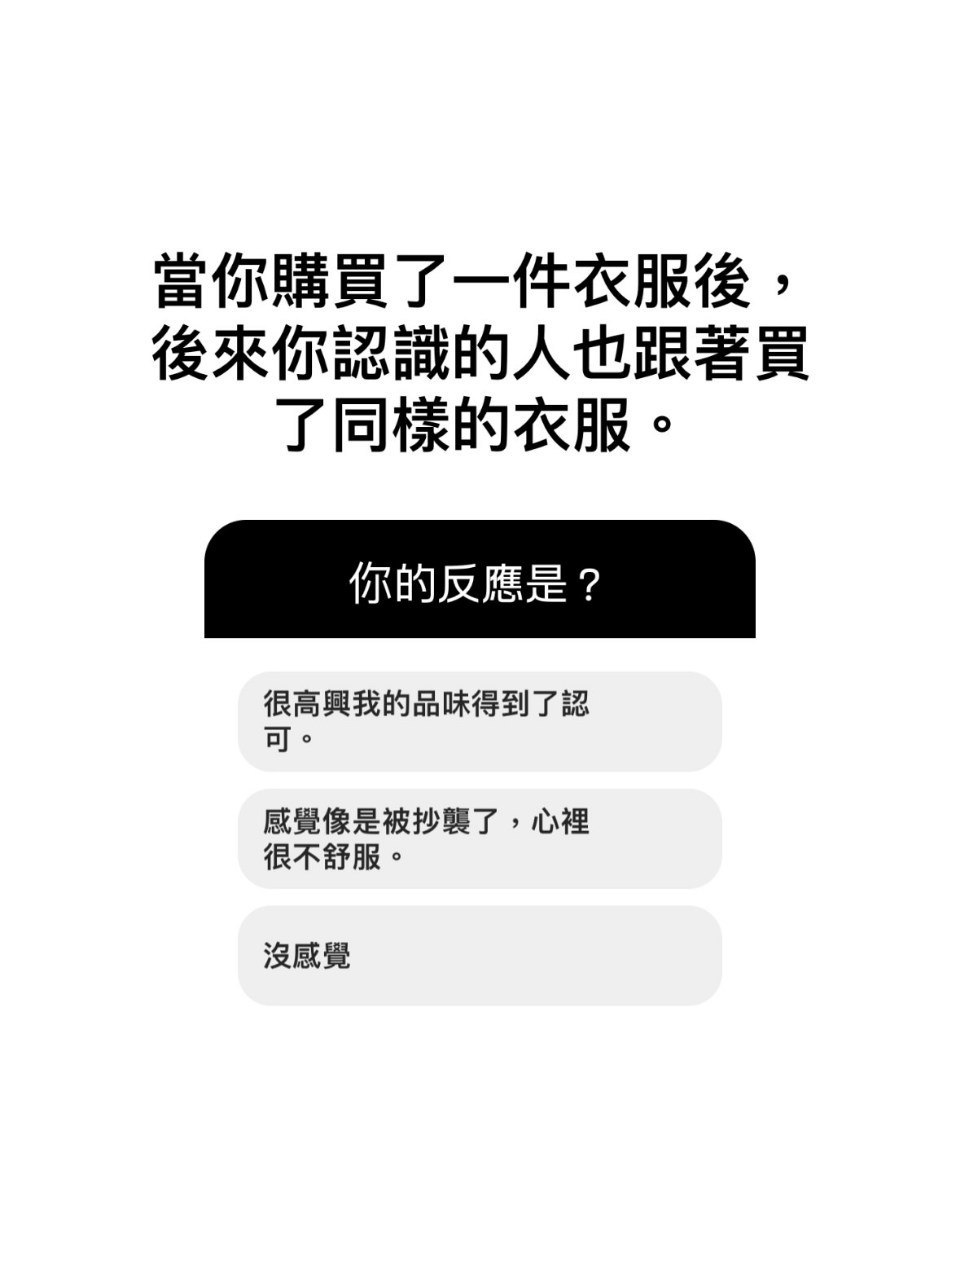 當你購買了一件衣服後，
後來你認識的人也跟著買
了同樣的衣服。
你的反應是？
很高興我的品味得到了認
可。
感覺像是被抄襲了，心裡
很不舒服。
沒感覺